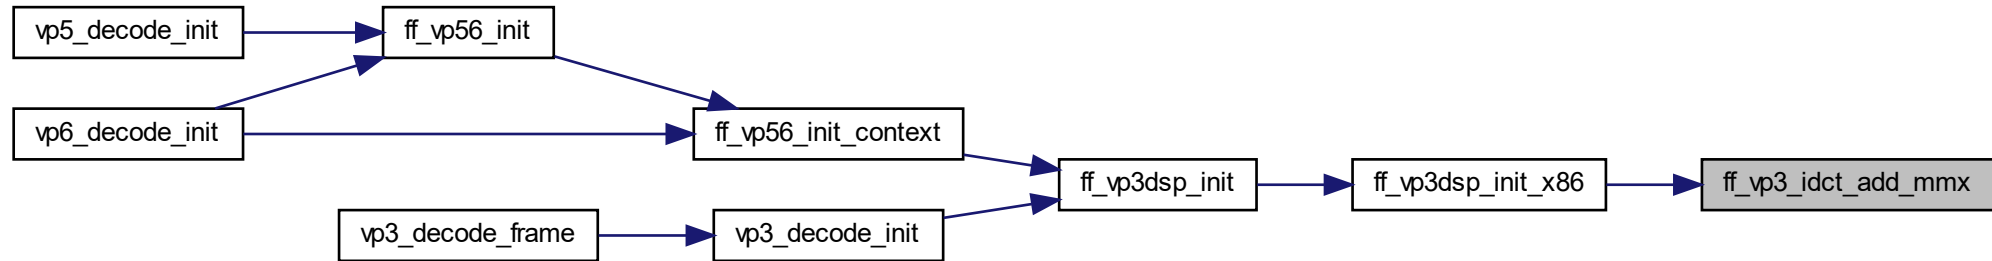 vp5_decode_init
ff_vp56_init
vp6_decode_init
ff_vp56_init_context
ff_vp3dsp_init
ff_vp3dsp_init_x86
ff_vp3_idct_add_mmx
vp3_decode_frame
vp3_decode_init